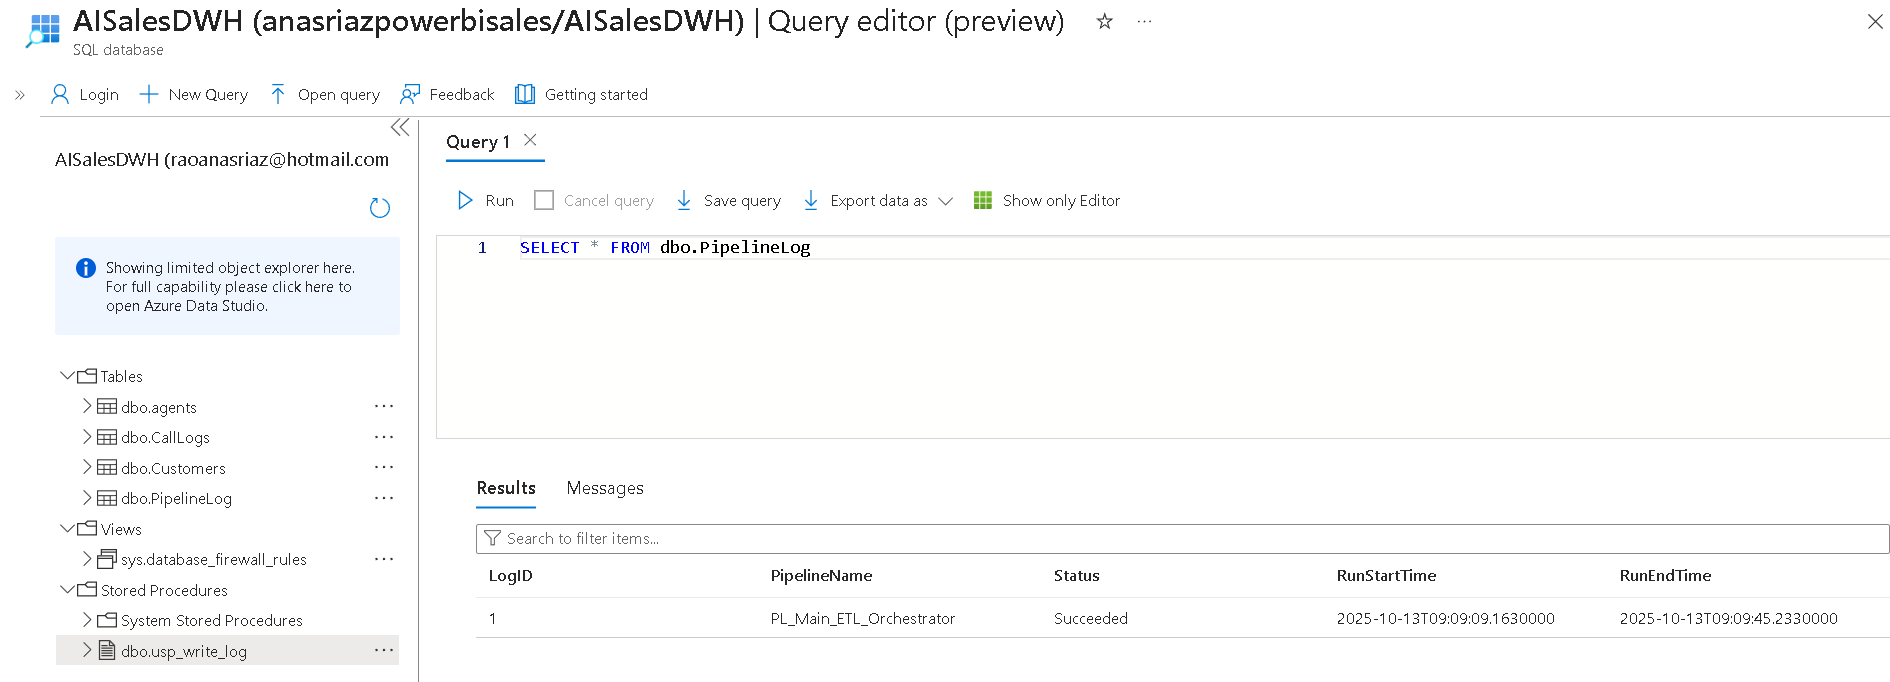 AISalesDWH (anasriazpowerbisales/AISalesDWH) | Query editor (preview)
SQL database
Login
New Query
Open query
Feedback
Getting started
AISalesDWH (raoanasriaz@hotmail.com
Showing limited object explorer here.
For full capability please click here to
open Azure Data Studio.
Tables
dbo.agents
dbo.CallLogs
dbo.Customers
dbo.PipelineLog
Views
sys.database_firewall_rules
Stored Procedures
System Stored Procedures
dbo.usp_write_log
Query 1
Run
Cancel query
Save query
Export data as
Show only Editor
1 SELECT * FROM dbo.PipelineLog
Results
Messages
Search to filter items...
LogID PipelineName Status RunStartTime RunEndTime
1 PL_Main_ETL_Orchestrator Succeeded 2025-10-13T09:09:09.1630000 2025-10-13T09:09:45.2330000